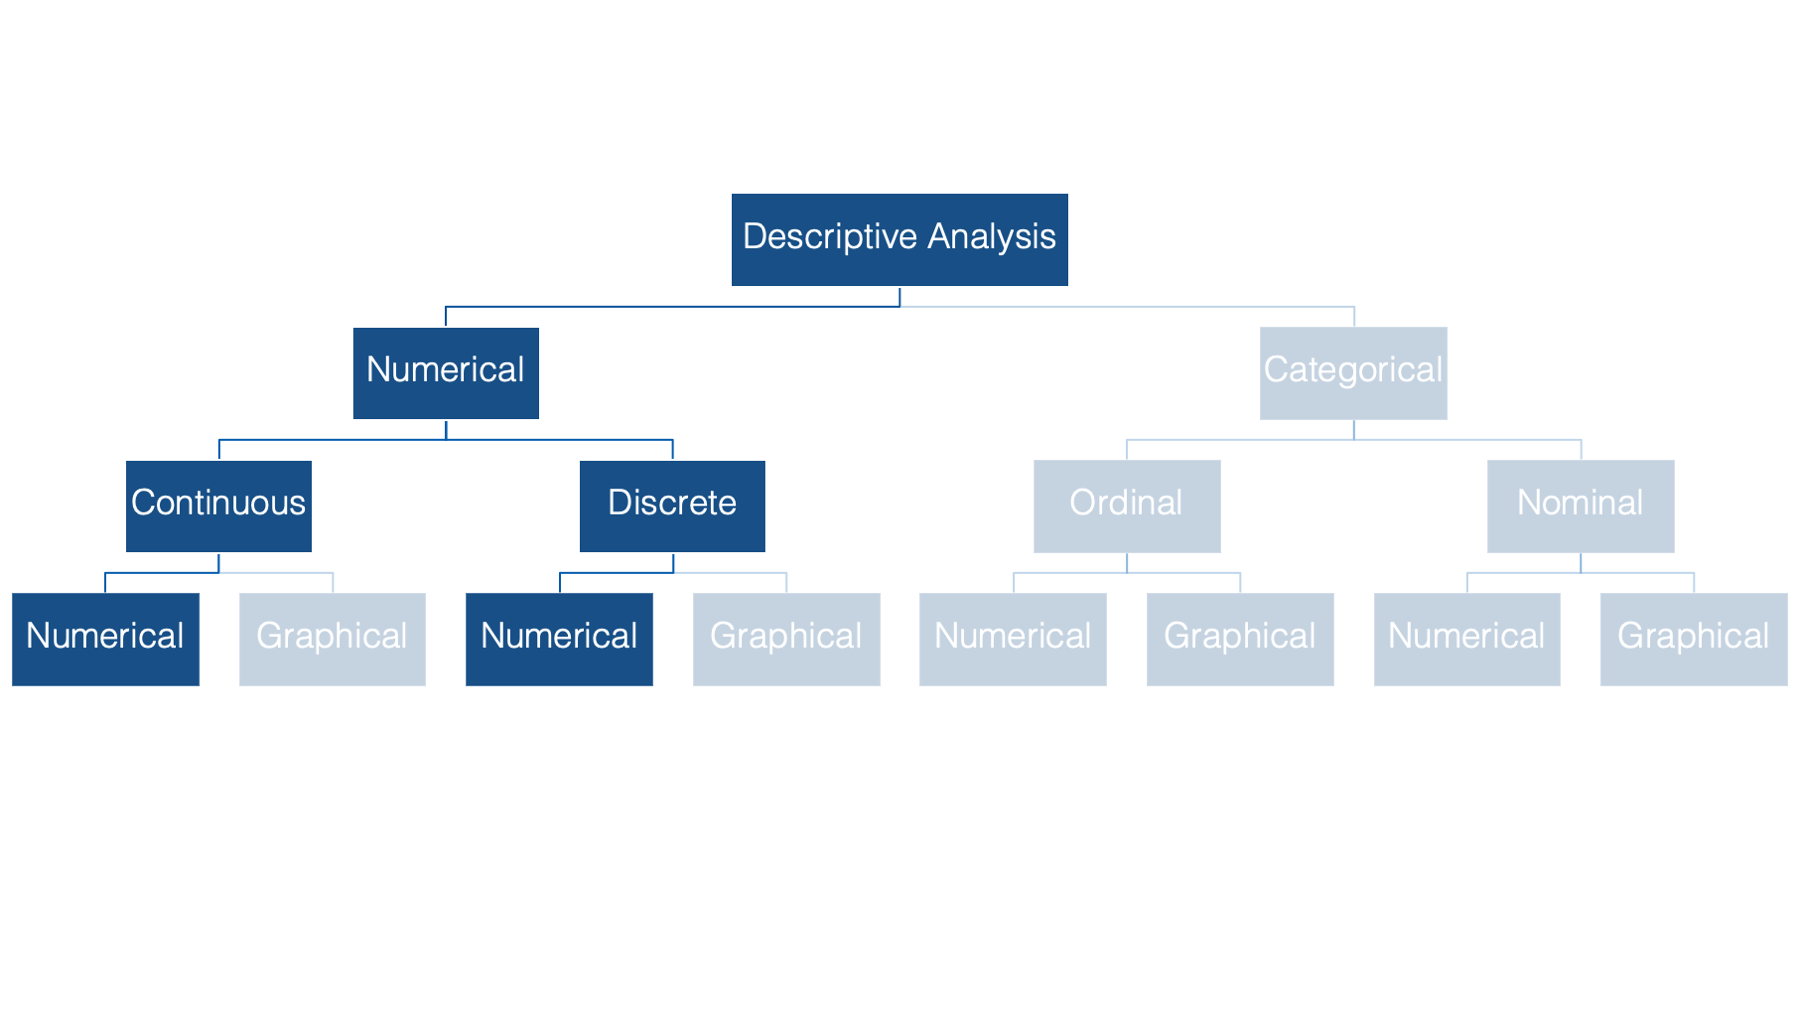 Descriptive Analysis
Numerical
Categorical
Continuous
Discrete
Ordinal
Nominal
Numerical
Graphical
Numerical
Graphical
Numerical
Graphical
Numerical
Graphical